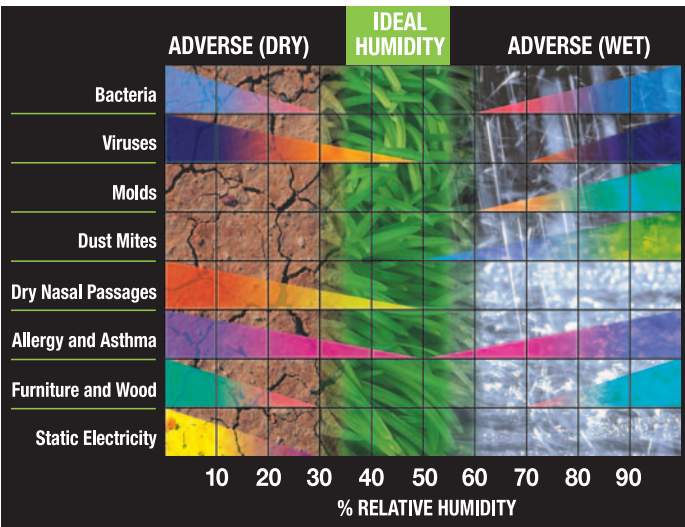 IDEAL
HUMIDITY
ADVERSE (DRY)
ADVERSE (WET)
Bacteria
Viruses
Molds
Dust Mites
Dry Nasal Passages
Allergy and Asthma
Furniture and Wood
Static Electricity
10 20 30 40 50 60 70 80 90
% RELATIVE HUMIDITY